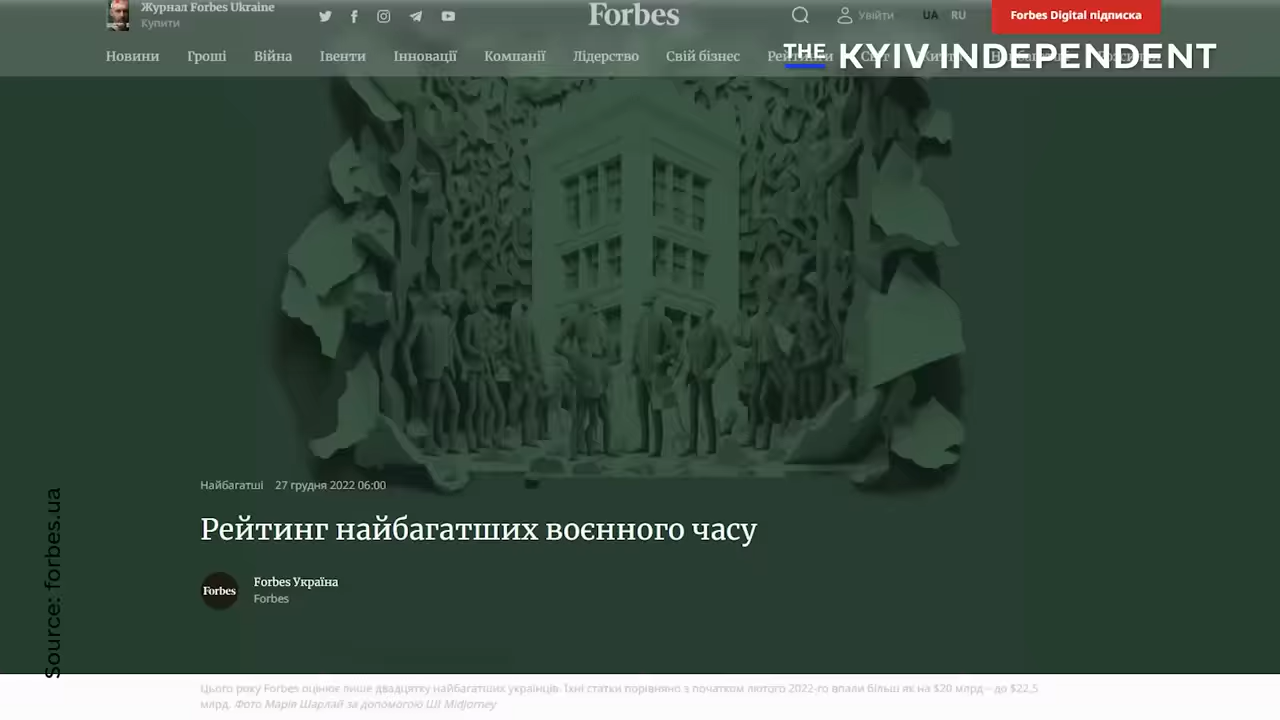 Журнал Forbes Ukraine
Купити
Forbes
Увійти
UA RU
Forbes Digital підписка
Новини Гроші Війна Івенти Інновації Компанії Лідерство Свій бізнес Рейтинги
THE KYIV INDEPENDENT
Найбагатші 27 грудня 2022 06:00
Рейтинг найбагатших воєнного часу
Forbes
Forbes Україна
Forbes
Source: forbes.ua
Цього року Forbes оцінює лише двадцятку найбагатших українців. Їхні статки порівняно з початком лютого 2022-го впали більш як на $20 млрд – до $22,5
млрд. Фото Марія Шарлай за допомогою ШІ Midjorney